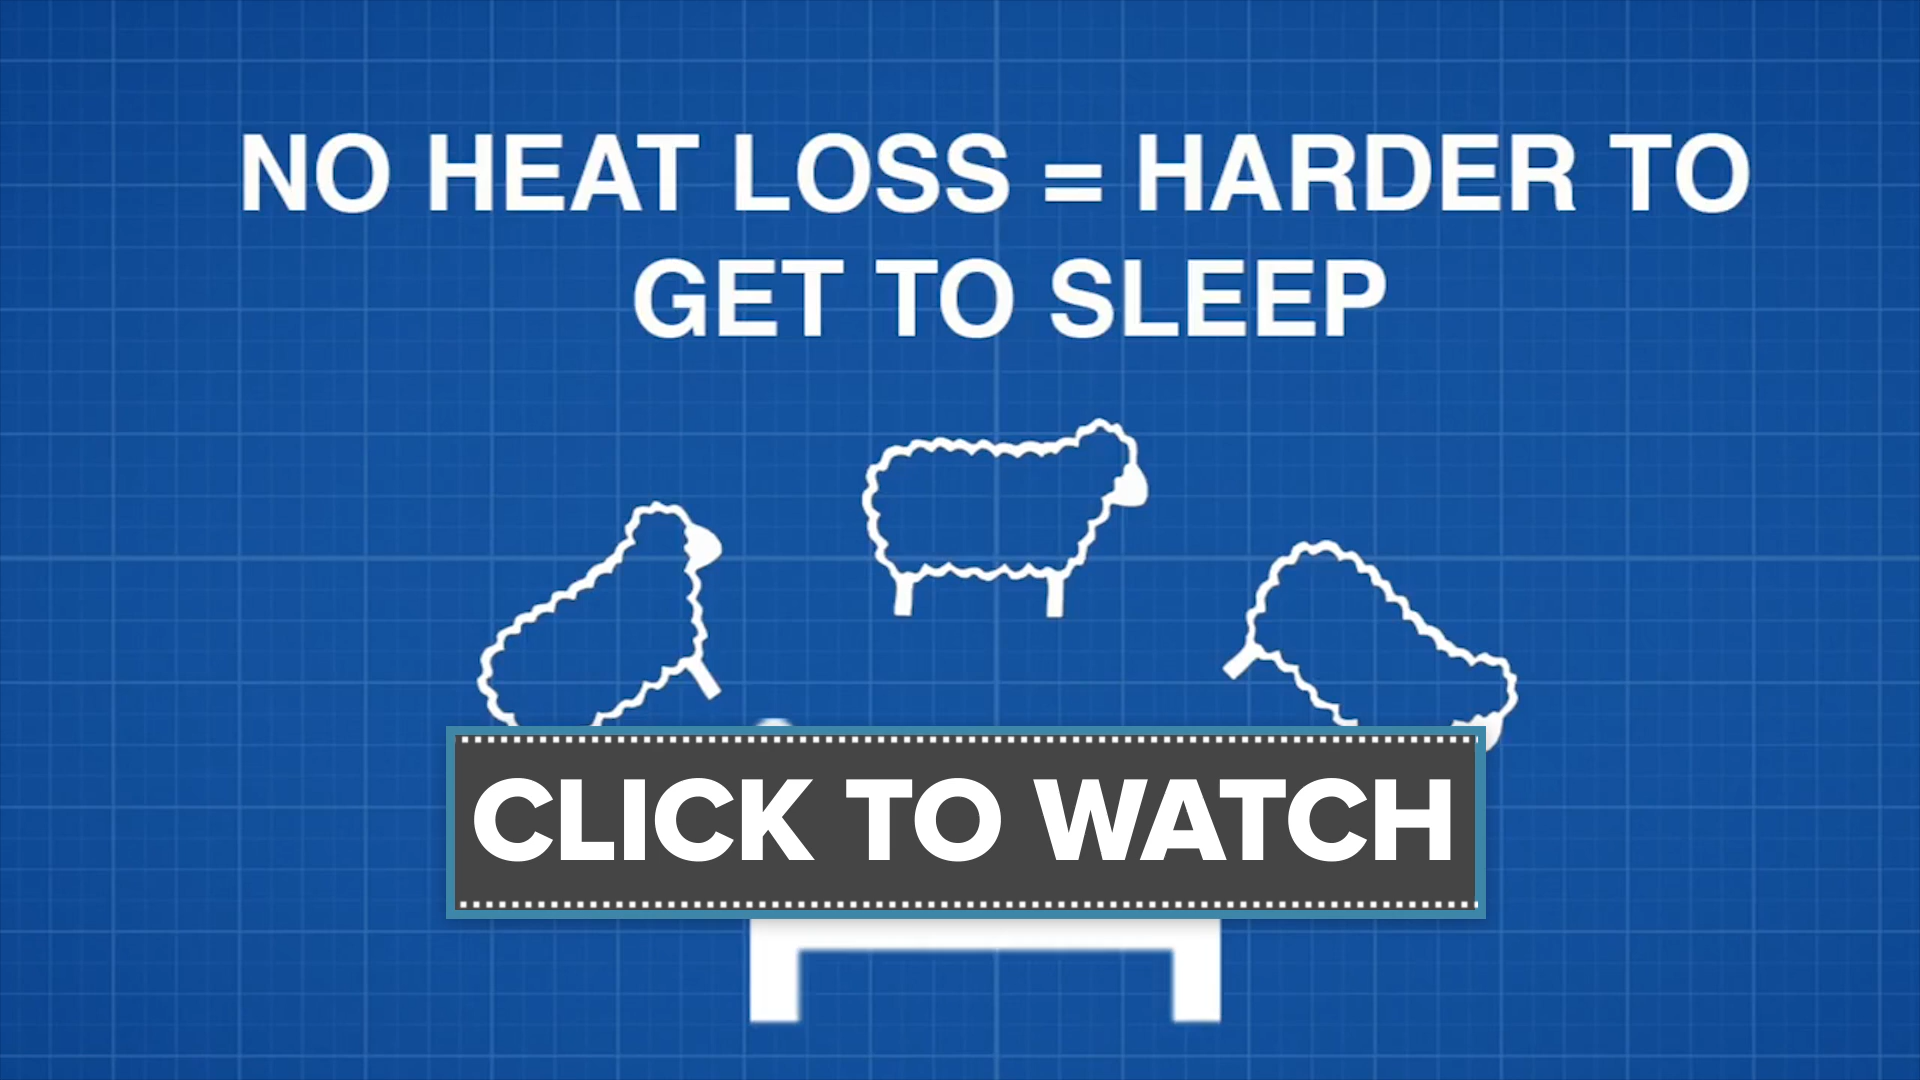 NO HEAT LOSS = HARDER TO
GET TO SLEEP
CLICK TO WATCH